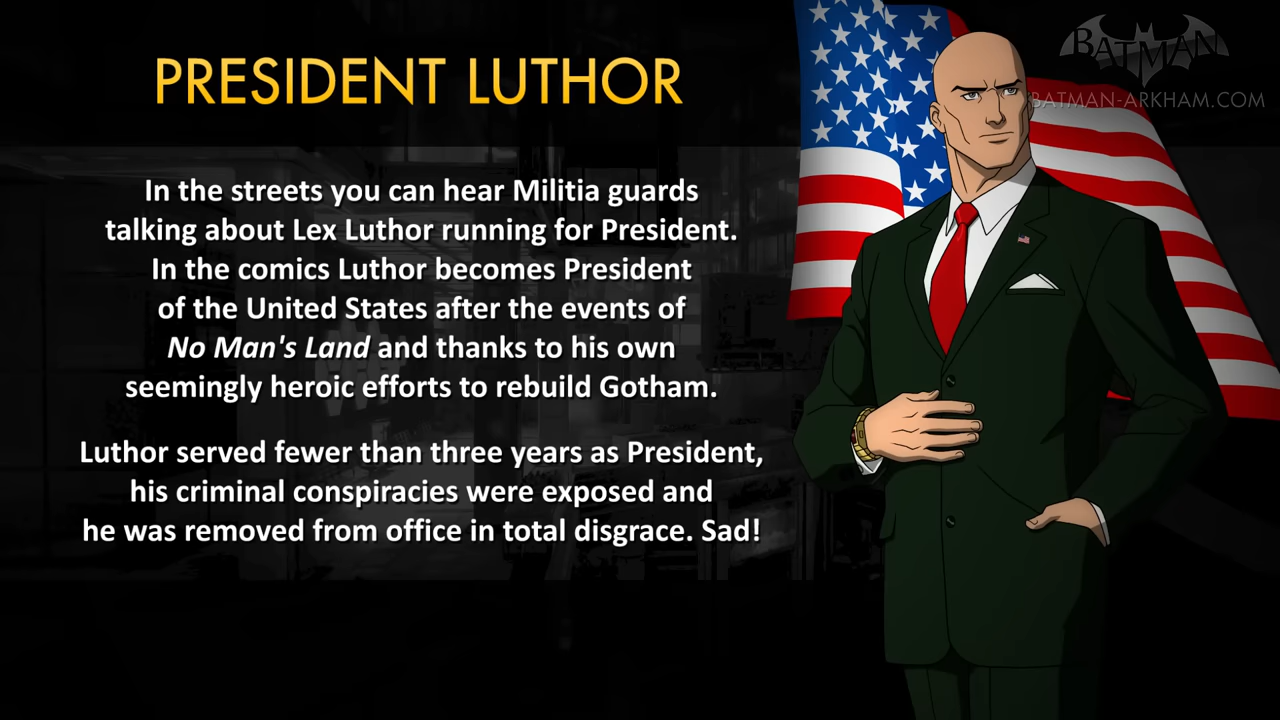 PRESIDENT LUTHOR
BATMAN
BATMAN-ARKHAM.COM
In the streets you can hear Militia guards
talking about Lex Luthor running for President.
In the comics Luthor becomes President
of the United States after the events of
No Man's Land and thanks to his own
seemingly heroic efforts to rebuild Gotham.
Luthor served fewer than three years as President,
his criminal conspiracies were exposed and
he was removed from office in total disgrace. Sad!